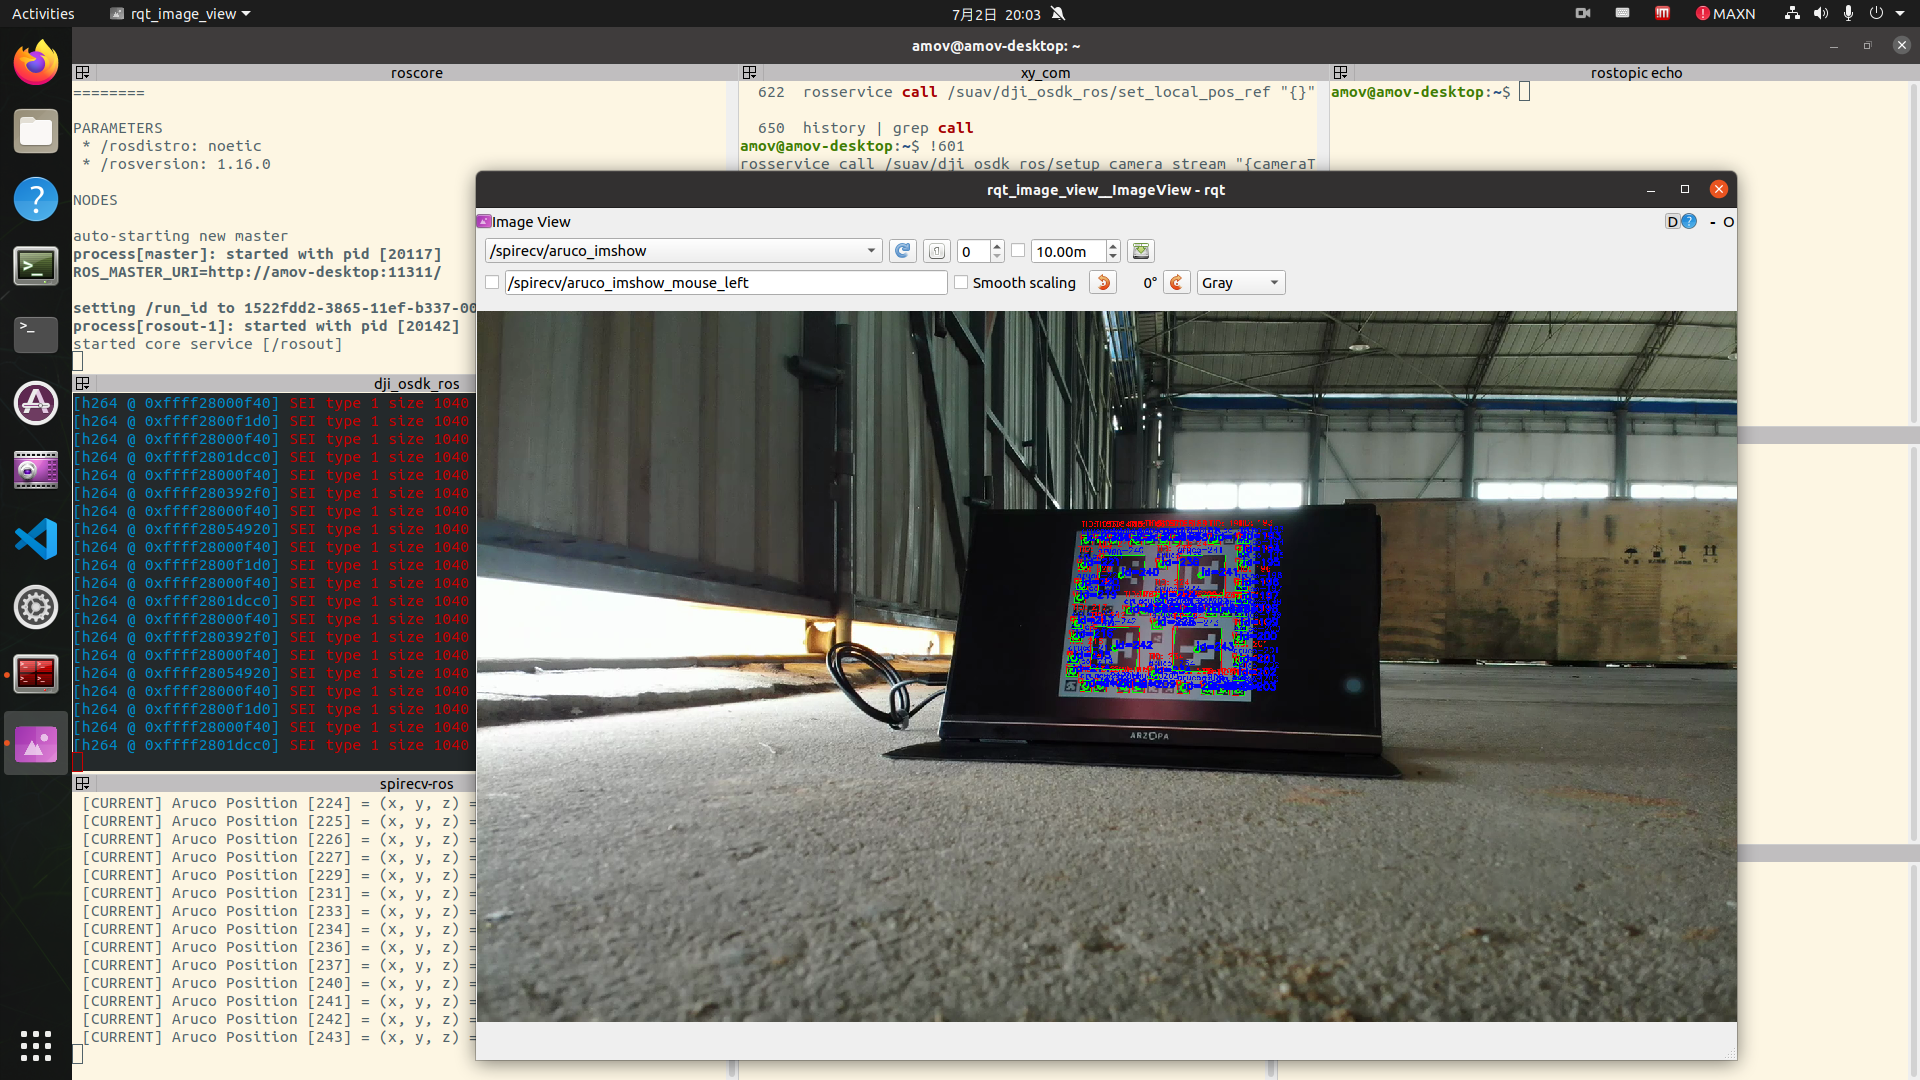 Activities
rqt_image_view
7月2日 20:03
MAXN
amov@amov-desktop: ~
roscore
========
PARAMETERS
* /rosdistro: noetic
* /rosversion: 1.16.0
NODES
auto-starting new master
process[master]: started with pid [20117]
ROS_MASTER_URI=http://amov-desktop:11311/
setting /run_id to 1522fdd2-3865-11ef-b337-00
process[rosout-1]: started with pid [20142]
started core service [/rosout]
xy_com
622 rosservice call /suav/dji_osdk_ros/set_local_pos_ref "{}"
650 history | grep call
amov@amov-desktop:~$ !601
rosservice call /suav/dji_osdk_ros/setup_camera_stream "{cameraT
rostopic echo
amov@amov-desktop:~$
dji_osdk_ros
[h264 @ 0xffff28000f40] SEI type 1 size 1040
[h264 @ 0xffff2800f1d0] SEI type 1 size 1040
[h264 @ 0xffff28000f40] SEI type 1 size 1040
[h264 @ 0xffff2801dcc0] SEI type 1 size 1040
[h264 @ 0xffff28000f40] SEI type 1 size 1040
[h264 @ 0xffff280392f0] SEI type 1 size 1040
[h264 @ 0xffff28000f40] SEI type 1 size 1040
[h264 @ 0xffff28054920] SEI type 1 size 1040
[h264 @ 0xffff28000f40] SEI type 1 size 1040
[h264 @ 0xffff2800f1d0] SEI type 1 size 1040
[h264 @ 0xffff28000f40] SEI type 1 size 1040
[h264 @ 0xffff2801dcc0] SEI type 1 size 1040
[h264 @ 0xffff28000f40] SEI type 1 size 1040
[h264 @ 0xffff280392f0] SEI type 1 size 1040
[h264 @ 0xffff28000f40] SEI type 1 size 1040
[h264 @ 0xffff28054920] SEI type 1 size 1040
[h264 @ 0xffff28000f40] SEI type 1 size 1040
[h264 @ 0xffff2800f1d0] SEI type 1 size 1040
[h264 @ 0xffff28000f40] SEI type 1 size 1040
[h264 @ 0xffff2801dcc0] SEI type 1 size 1040
spirecv-ros
[CURRENT] Aruco Position [224] = (x, y, z) =
[CURRENT] Aruco Position [225] = (x, y, z) =
[CURRENT] Aruco Position [226] = (x, y, z) =
[CURRENT] Aruco Position [227] = (x, y, z) =
[CURRENT] Aruco Position [229] = (x, y, z) =
[CURRENT] Aruco Position [231] = (x, y, z) =
[CURRENT] Aruco Position [233] = (x, y, z) =
[CURRENT] Aruco Position [234] = (x, y, z) =
[CURRENT] Aruco Position [236] = (x, y, z) =
[CURRENT] Aruco Position [237] = (x, y, z) =
[CURRENT] Aruco Position [240] = (x, y, z) =
[CURRENT] Aruco Position [241] = (x, y, z) =
[CURRENT] Aruco Position [242] = (x, y, z) =
[CURRENT] Aruco Position [243] = (x, y, z) =
rqt_image_view__ImageView - rqt
Image View
D
- O
/spirecv/aruco_imshow
0
10.00m
/spirecv/aruco_imshow_mouse_left
Smooth scaling
0°
Gray
id=240
id=241
id=242
id=243
ARZOPA